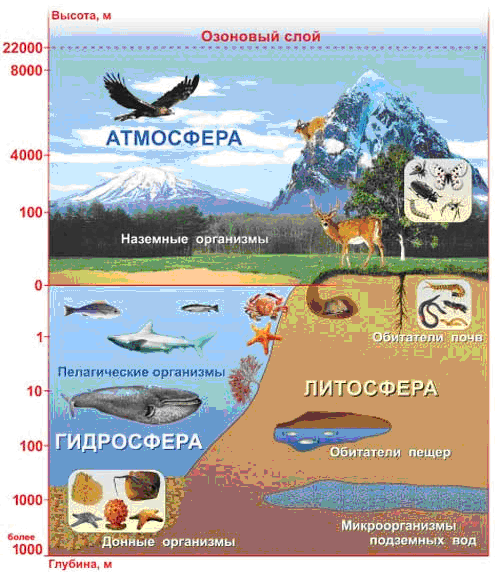 Высота, м
Озоновый слой
22000
8000
АТМОСФЕРА
4000
100
Наземные организмы
0
Обитатели почв
1
Пелагические организмы
10
ЛИТОСФЕРА
ГИДРОСФЕРА
100
Обитатели пещер
1000
Микроорганизмы
подземных вод
более
1000
Донные организмы
Глубина, м